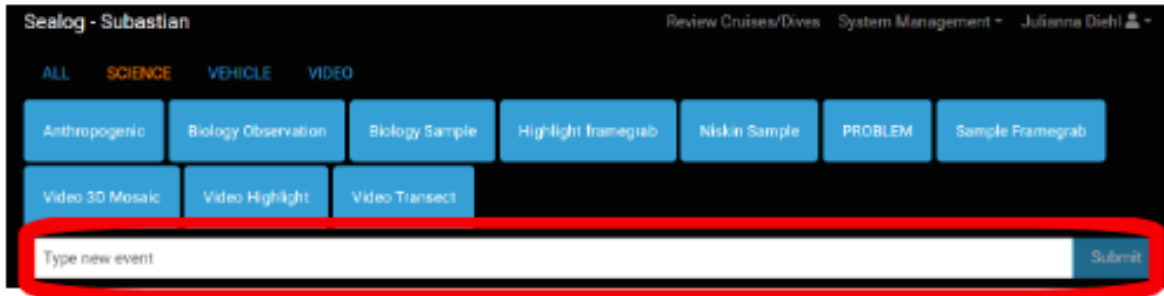 Sealog - Subastian Review Cruises/Dives System Management Julianna Diehl
ALL SCIENCE VEHICLE VIDEO
Anthropogenic Biology Observation Biology Sample Highlight framegrab Niskin Sample PROBLEM Sample Framegrab
Video 3D Mosaic Video Highlight Video Transect
Type new event Submit